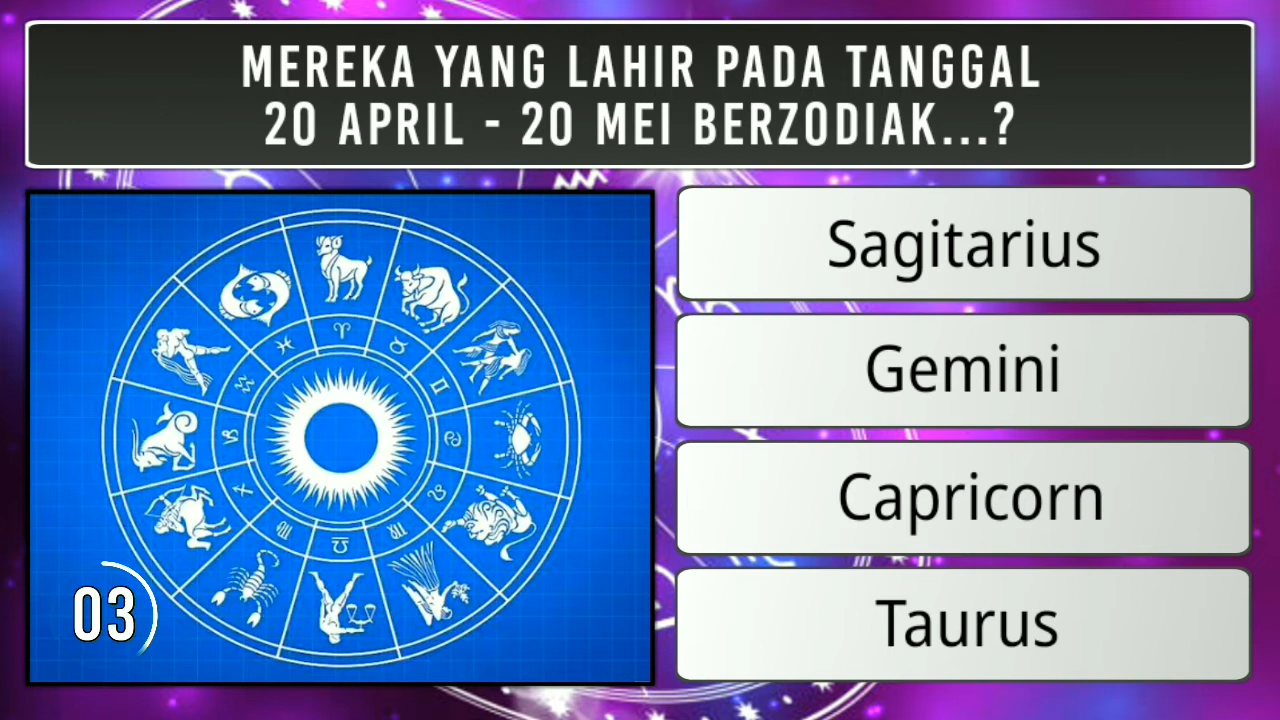 MEREKA YANG LAHIR PADA TANGGAL
20 APRIL - 20 MEI BERZODIAK...?
Sagitarius
Gemini
Capricorn
Taurus
03